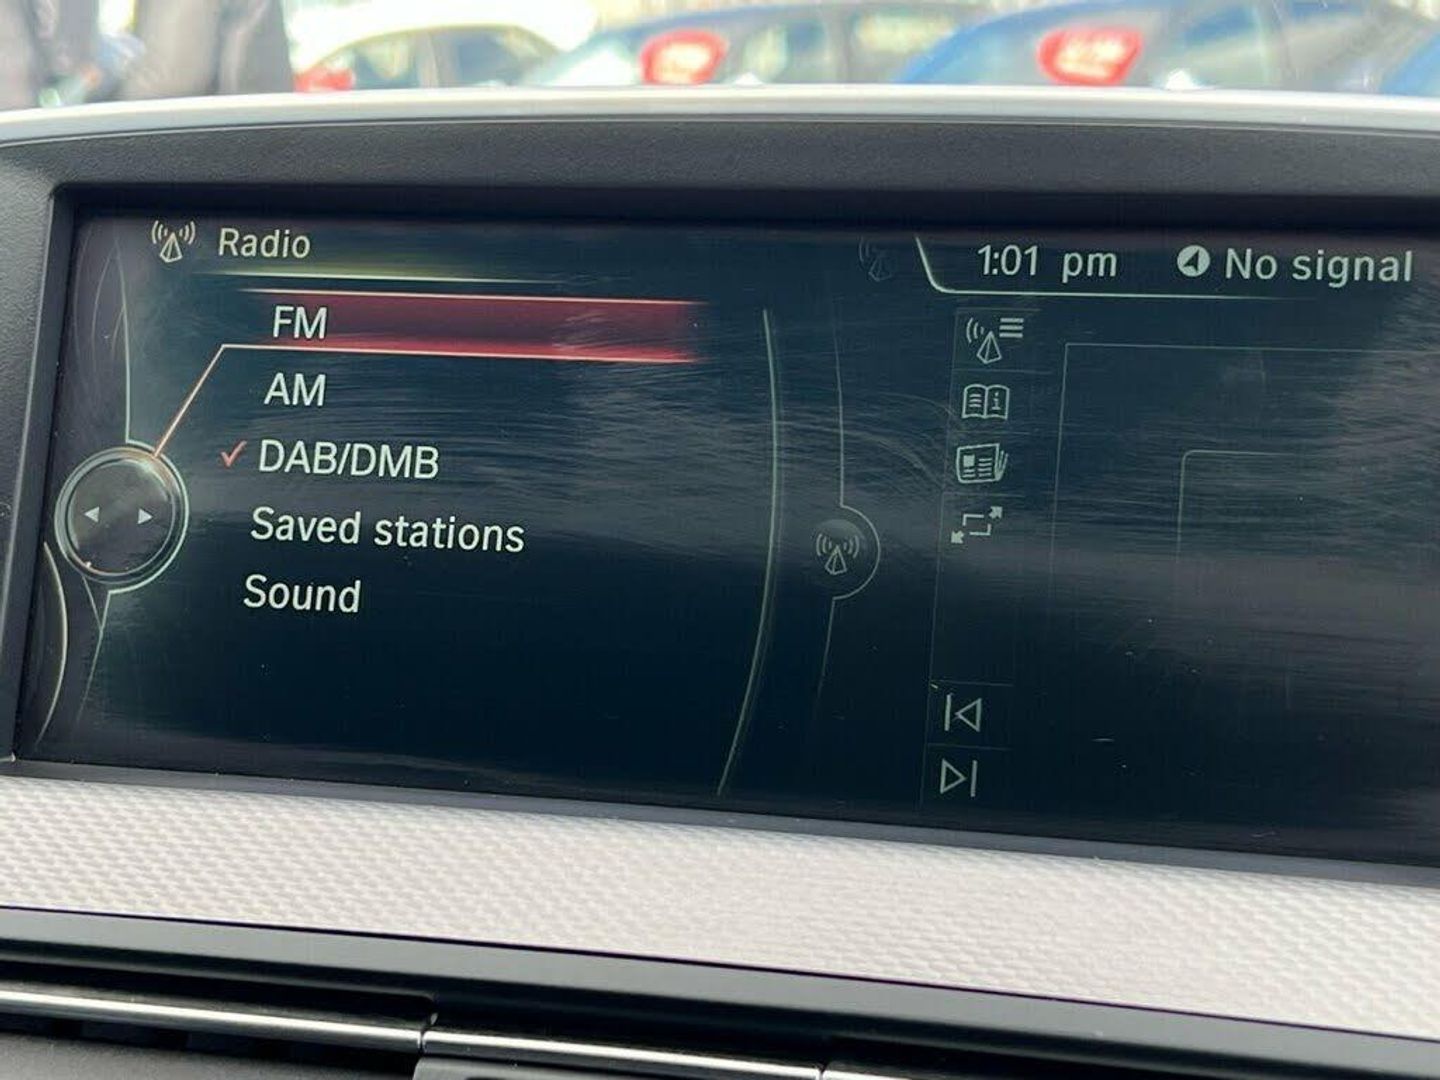 Radio
1:01 pm
No signal
FM
AM
DAB/DMB
Saved stations
Sound